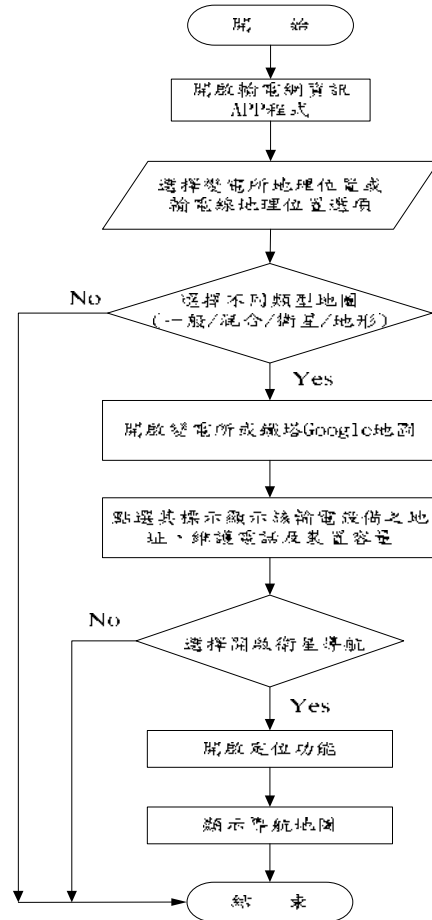 開 始
開啟輸電網資訊
APP程式
選擇變電所地理位置或
輸電線地理位置選項
選擇不同類型地圖
(一般/混合/衛星/地形)
No
Yes
開啟變電所或鐵塔Google地圖
點選其標示顯示該輸電設備之地
址、維護電話及裝置容量
No
選擇開啟衛星導航
Yes
開啟定位功能
顯示導航地圖
結 束